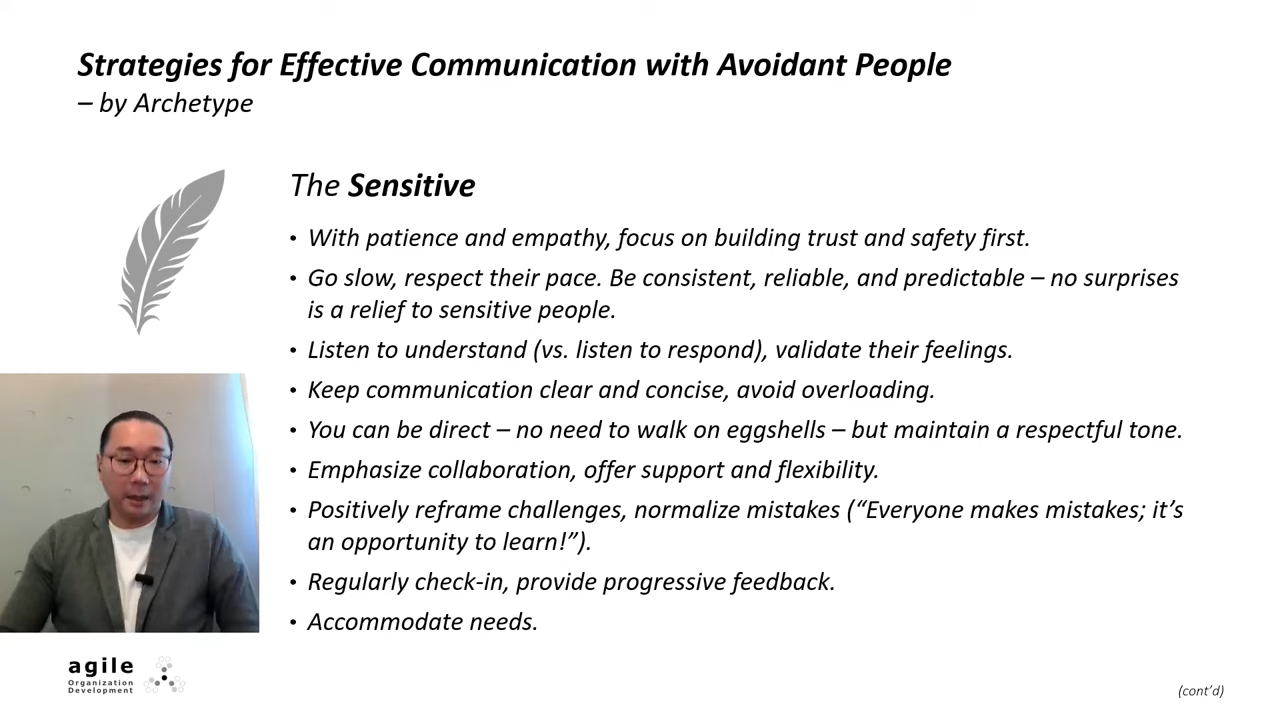 Strategies for Effective Communication with Avoidant People
– by Archetype
The Sensitive
• With patience and empathy, focus on building trust and safety first.
• Go slow, respect their pace. Be consistent, reliable, and predictable – no surprises
is a relief to sensitive people.
• Listen to understand (vs. listen to respond), validate their feelings.
• Keep communication clear and concise, avoid overloading.
• You can be direct – no need to walk on eggshells – but maintain a respectful tone.
• Emphasize collaboration, offer support and flexibility.
• Positively reframe challenges, normalize mistakes (“Everyone makes mistakes; it’s
an opportunity to learn!”).
• Regularly check-in, provide progressive feedback.
• Accommodate needs.
agile
Organization
Development
(cont’d)